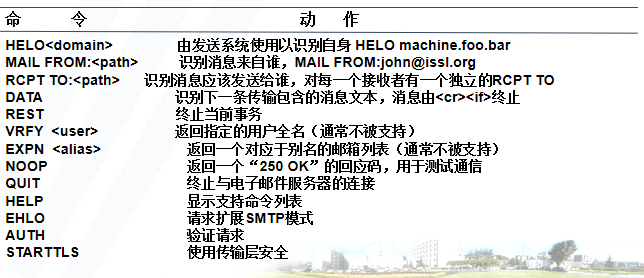 命 令 动 作
HELO<domain> 由发送系统使用以识别自身 HELO machine.foo.bar
MAIL FROM:<path> 识别消息来自谁，MAIL FROM:john@issl.org
RCPT TO:<path> 识别消息应该发送给谁，对每一个接收者有一个独立的RCPT TO
DATA 识别下一条传输包含的消息文本，消息由<cr><if>终止
REST 终止当前事务
VRFY <user> 返回指定的用户全名（通常不被支持）
EXPN <alias> 返回一个对应于别名的邮箱列表（通常不被支持）
NOOP 返回一个“250 OK”的回应码，用于测试通信
QUIT 终止与电子邮件服务器的连接
HELP 显示支持命令列表
EHLO 请求扩展SMTP模式
AUTH 验证请求
STARTTLS 使用传输层安全